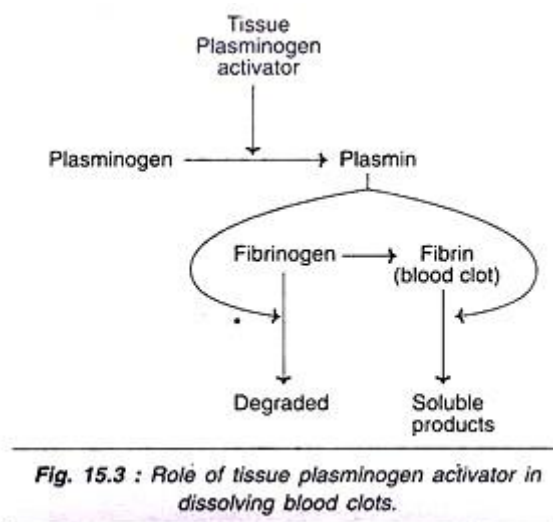 Tissue
Plasminogen
activator
Plasminogen
Plasmin
Fibrinogen
Fibrin
(blood clot)
Degraded
Soluble
products
Fig. 15.3 : Role of tissue plasminogen activator in
dissolving blood clots.